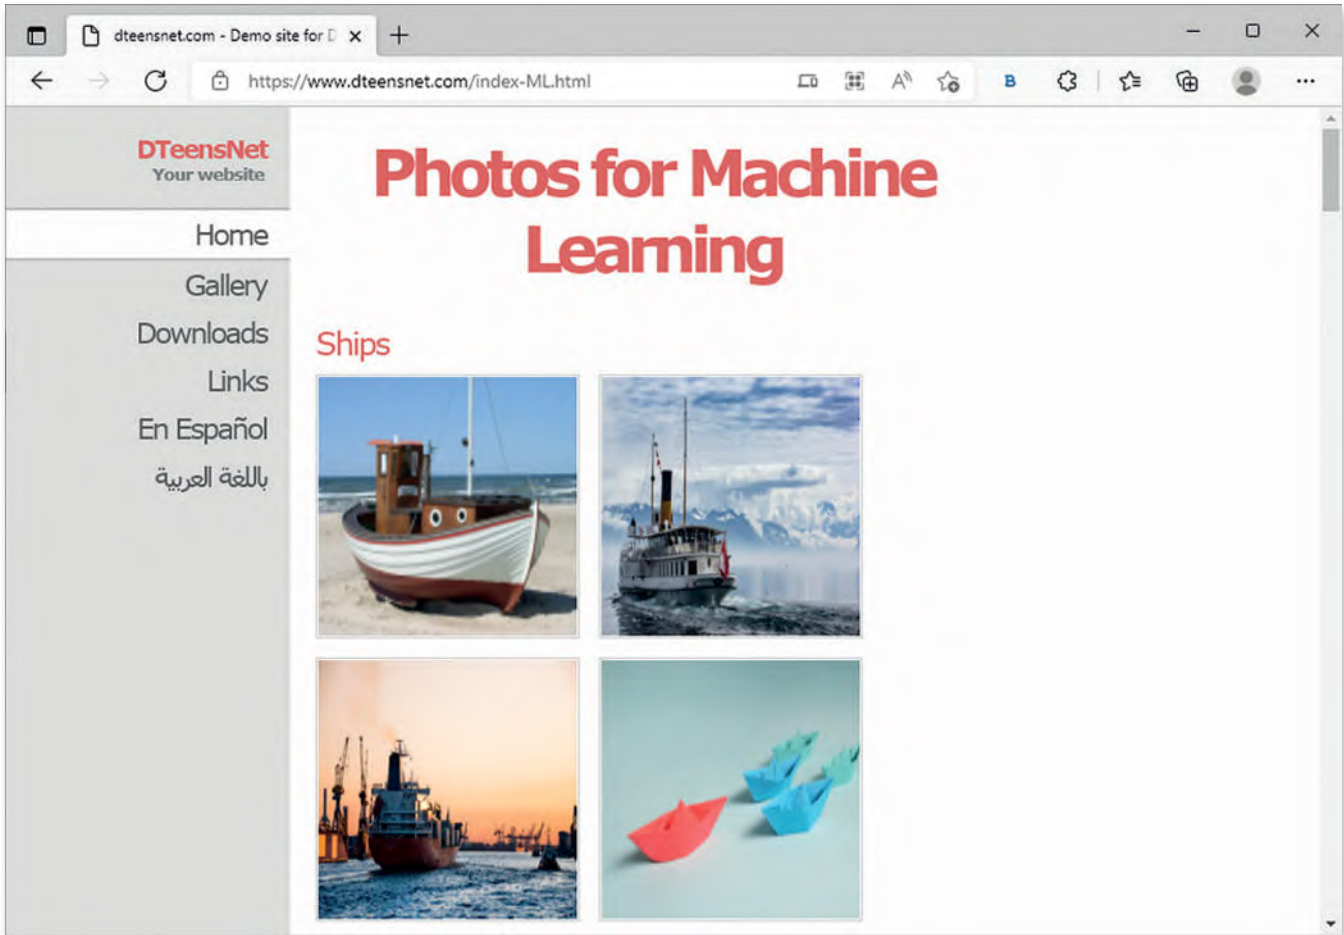 dteensnet.com - Demo site for D
https://www.dteensnet.com/index-ML.html
B
DTeensNet
Your website
Home
Gallery
Downloads
Links
En Español
باللغة العربية
Photos for Machine
Learning
Ships